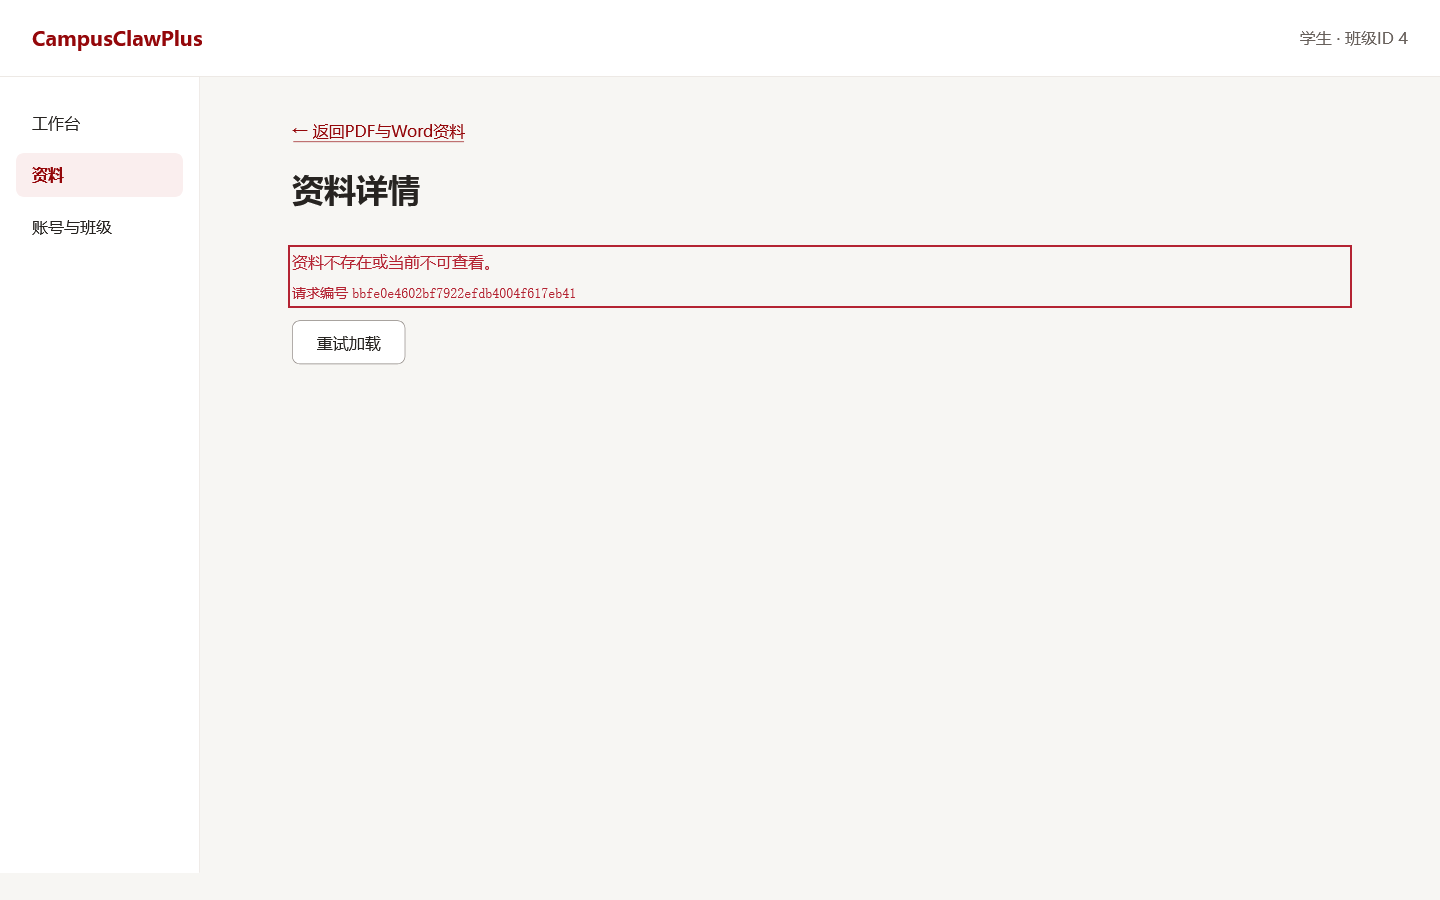 CampusClawPlus
学生 · 班级ID 4
工作台
资料
账号与班级
← 返回PDF与Word资料
资料详情
资料不存在或当前不可查看。
请求编号 bbfe0e4602bf7922efdb4004f617eb41
重试加载